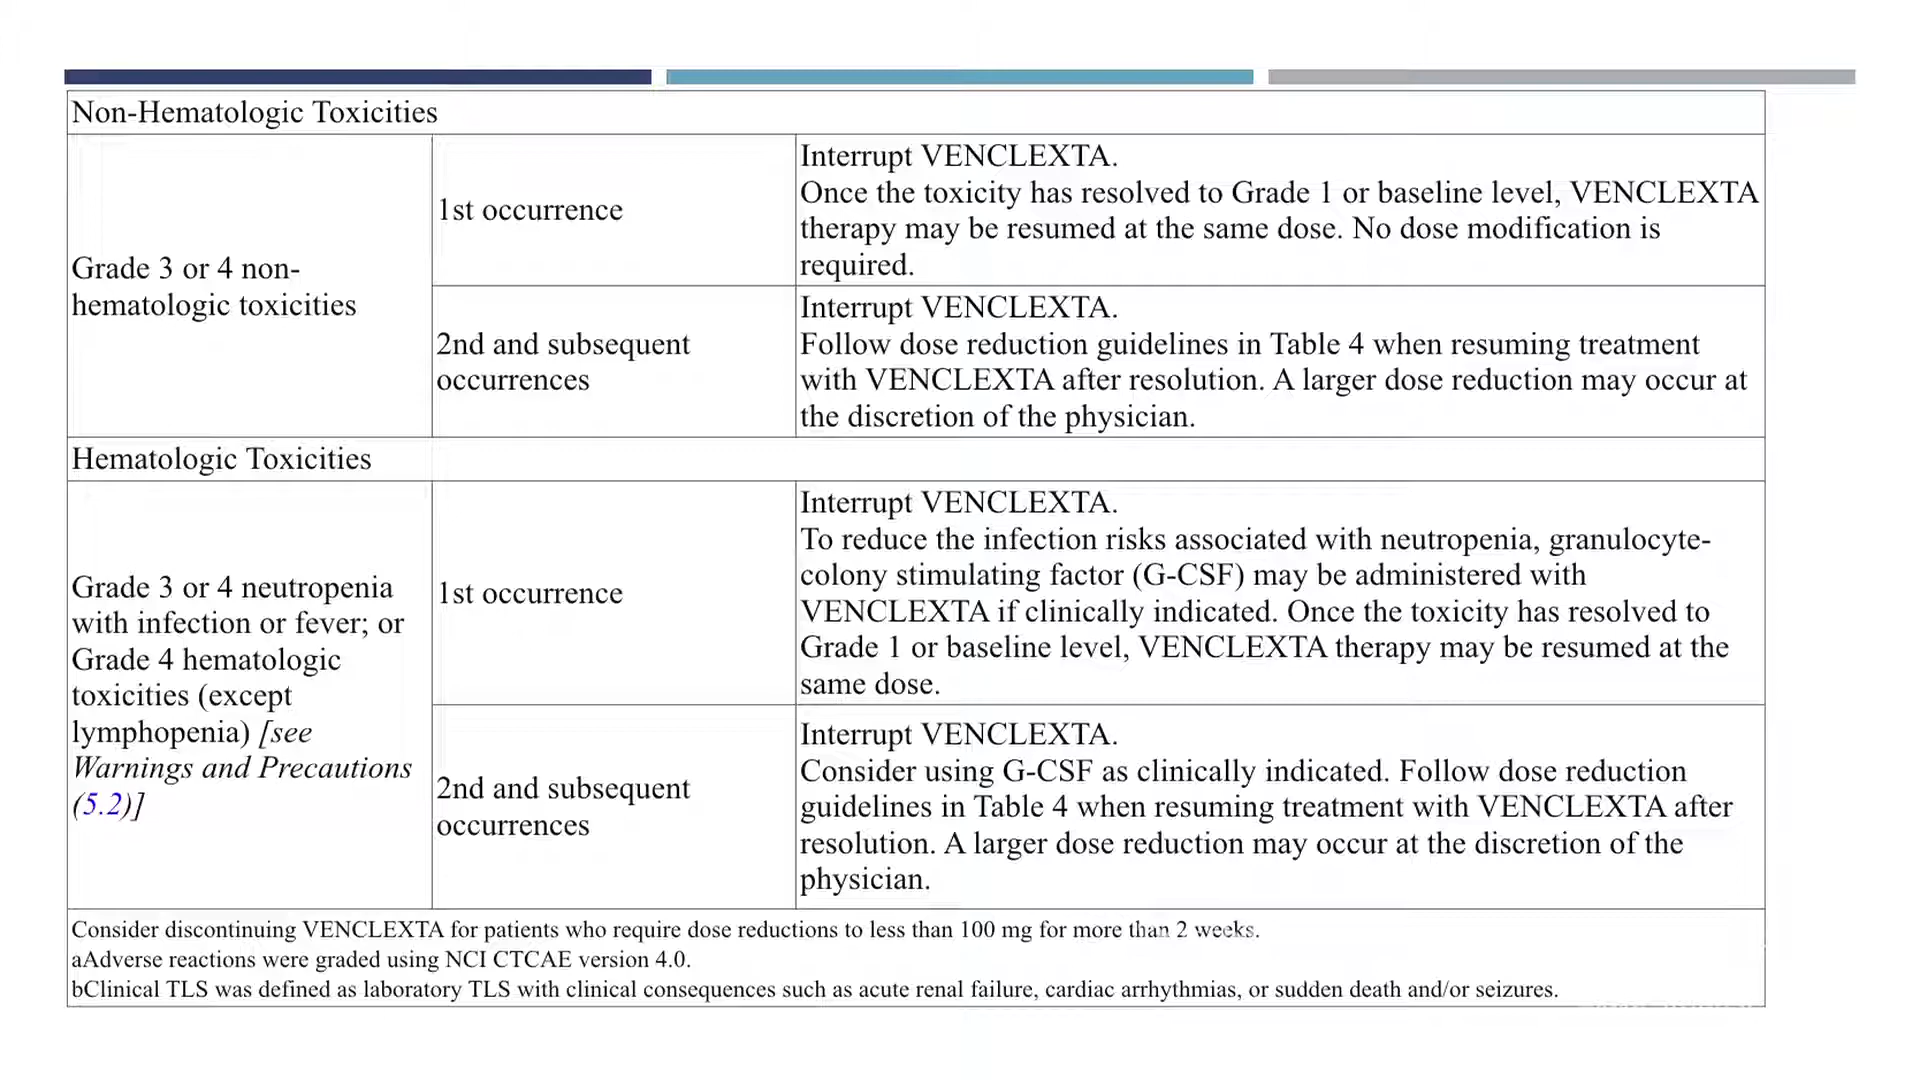 Non-Hematologic Toxicities
Grade 3 or 4 non-
hematologic toxicities
1st occurrence
Interrupt VENCLEXTA.
Once the toxicity has resolved to Grade 1 or baseline level, VENCLEXTA
therapy may be resumed at the same dose. No dose modification is
required.
2nd and subsequent
occurrences
Interrupt VENCLEXTA.
Follow dose reduction guidelines in Table 4 when resuming treatment
with VENCLEXTA after resolution. A larger dose reduction may occur at
the discretion of the physician.
Hematologic Toxicities
Grade 3 or 4 neutropenia
with infection or fever; or
Grade 4 hematologic
toxicities (except
lymphopenia) [see
Warnings and Precautions
(5.2)]
1st occurrence
Interrupt VENCLEXTA.
To reduce the infection risks associated with neutropenia, granulocyte-
colony stimulating factor (G-CSF) may be administered with
VENCLEXTA if clinically indicated. Once the toxicity has resolved to
Grade 1 or baseline level, VENCLEXTA therapy may be resumed at the
same dose.
2nd and subsequent
occurrences
Interrupt VENCLEXTA.
Consider using G-CSF as clinically indicated. Follow dose reduction
guidelines in Table 4 when resuming treatment with VENCLEXTA after
resolution. A larger dose reduction may occur at the discretion of the
physician.
Consider discontinuing VENCLEXTA for patients who require dose reductions to less than 100 mg for more than 2 weeks.
aAdverse reactions were graded using NCI CTCAE version 4.0.
bClinical TLS was defined as laboratory TLS with clinical consequences such as acute renal failure, cardiac arrhythmias, or sudden death and/or seizures.